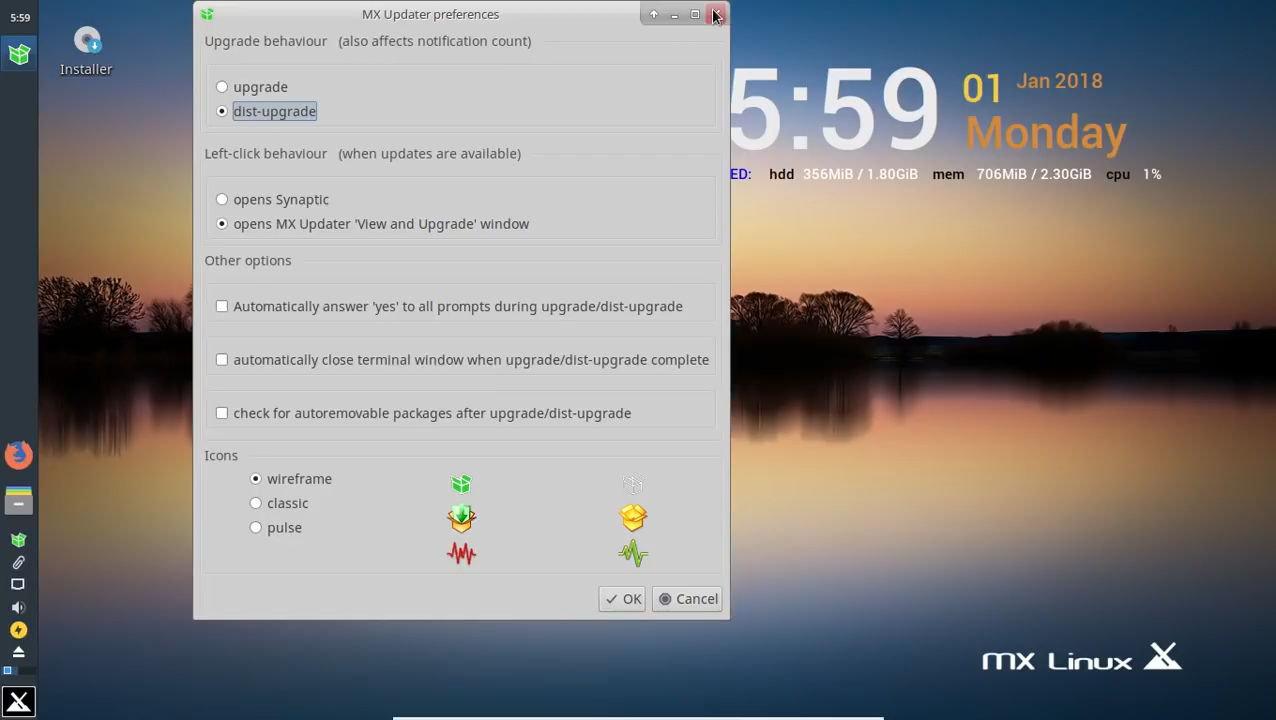 5:59
Installer
MX Updater preferences
Upgrade behaviour (also affects notification count)
upgrade
dist-upgrade
Left-click behaviour (when updates are available)
opens Synaptic
opens MX Updater 'View and Upgrade' window
Other options
Automatically answer 'yes' to all prompts during upgrade/dist-upgrade
automatically close terminal window when upgrade/dist-upgrade complete
check for autoremovable packages after upgrade/dist-upgrade
Icons
wireframe
classic
pulse
OK Cancel
5:59 01 Jan 2018
Monday
ED: hdd 356MiB / 1.80GiB mem 706MiB / 2.30GiB cpu 1%
mx Linux